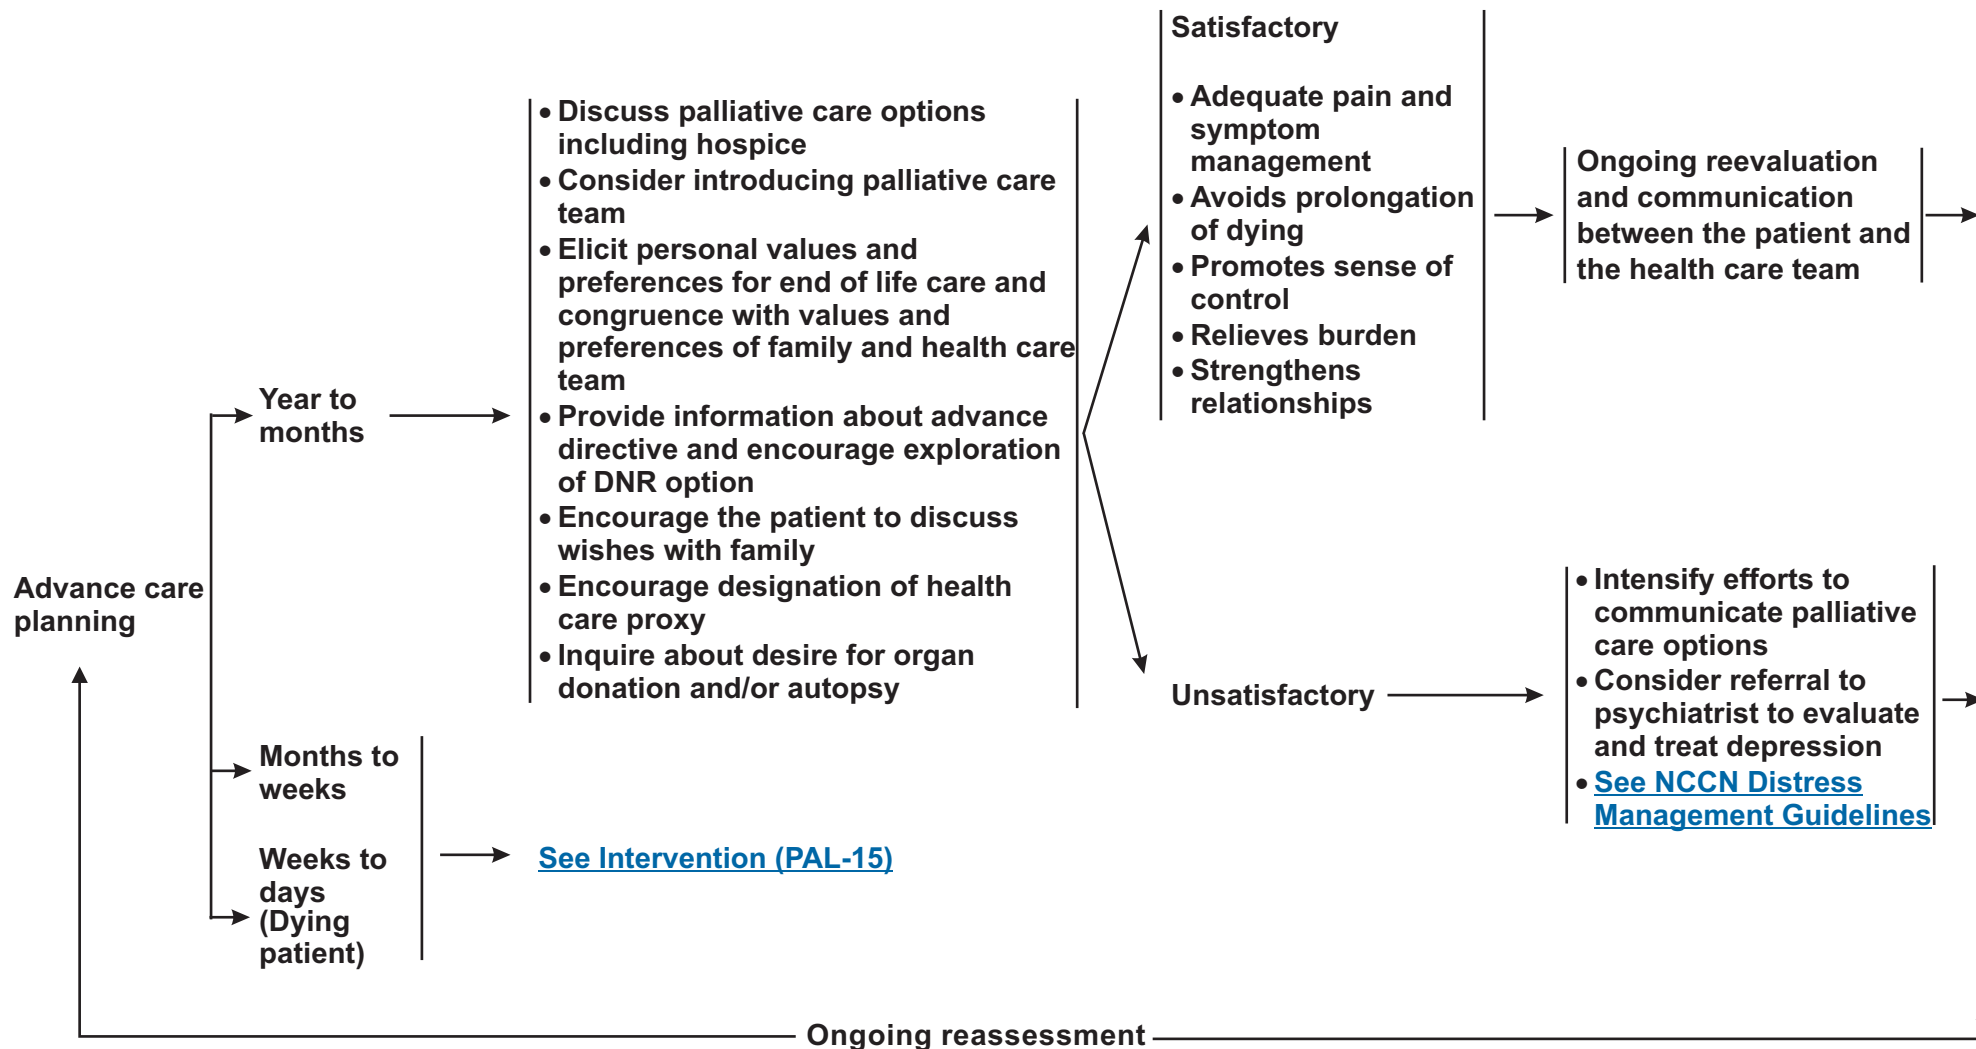 Advance care
planning
Year to
months
• Discuss palliative care options
including hospice
• Consider introducing palliative care
team
• Elicit personal values and
preferences for end of life care and
congruence with values and
preferences of family and health care
team
• Provide information about advance
directive and encourage exploration
of DNR option
• Encourage the patient to discuss
wishes with family
• Encourage designation of health
care proxy
• Inquire about desire for organ
donation and/or autopsy
Satisfactory
• Adequate pain and
symptom
management
• Avoids prolongation
of dying
• Promotes sense of
control
• Relieves burden
• Strengthens
relationships
Ongoing reevaluation
and communication
between the patient and
the health care team
Unsatisfactory
• Intensify efforts to
communicate palliative
care options
• Consider referral to
psychiatrist to evaluate
and treat depression
• See NCCN Distress
Management Guidelines
Months to
weeks
Weeks to
days
(Dying
patient)
See Intervention (PAL-15)
Ongoing reassessment